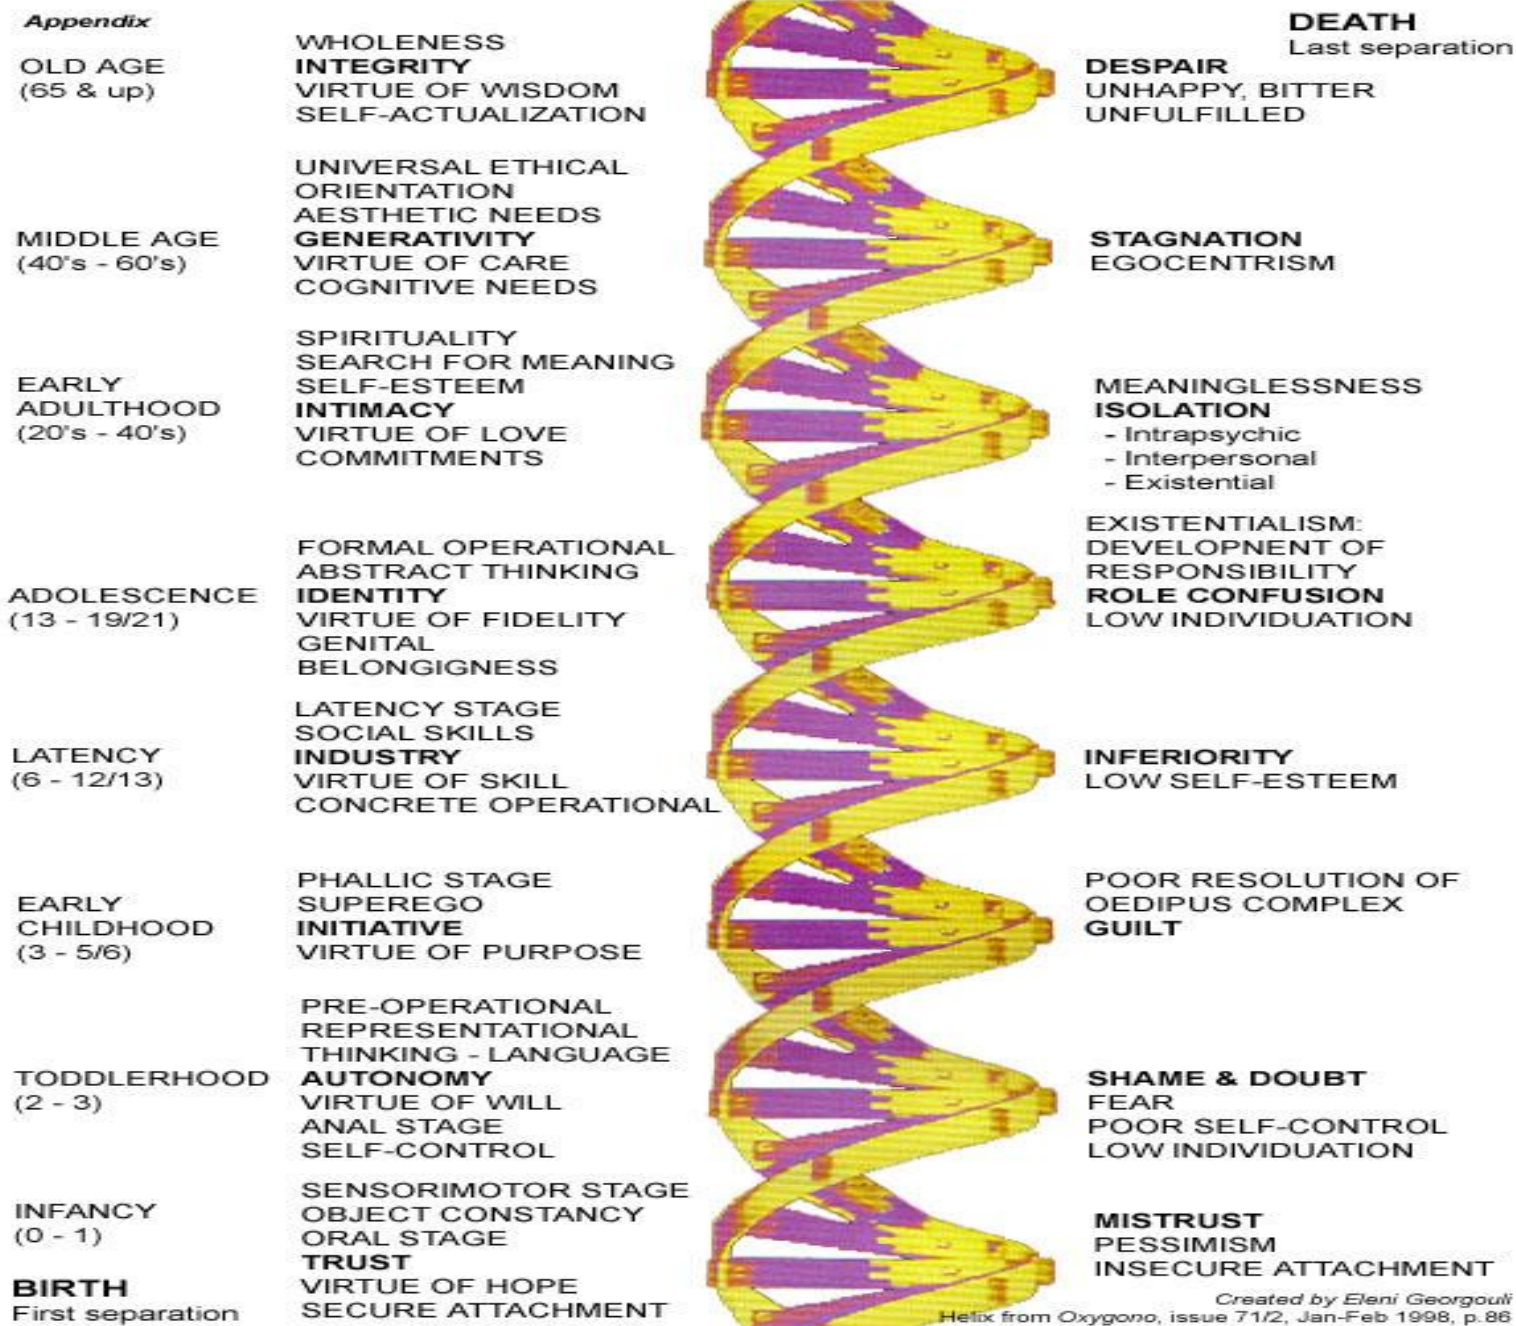 Appendix
DEATH
Last separation
OLD AGE
(65 & up)
WHOLENESS
INTEGRITY
VIRTUE OF WISDOM
SELF-ACTUALIZATION
DESPAIR
UNHAPPY, BITTER
UNFULFILLED
MIDDLE AGE
(40's - 60's)
UNIVERSAL ETHICAL
ORIENTATION
AESTHETIC NEEDS
GENERATIVITY
VIRTUE OF CARE
COGNITIVE NEEDS
STAGNATION
EGOCENTRISM
EARLY
ADULTHOOD
(20's - 40's)
SPIRITUALITY
SEARCH FOR MEANING
SELF-ESTEEM
INTIMACY
VIRTUE OF LOVE
COMMITMENTS
MEANINGLESSNESS
ISOLATION
- Intrapsychic
- Interpersonal
- Existential
ADOLESCENCE
(13 - 19/21)
FORMAL OPERATIONAL
ABSTRACT THINKING
IDENTITY
VIRTUE OF FIDELITY
GENITAL
BELONGIGNESS
EXISTENTIALISM:
DEVELOPMENT OF
RESPONSIBILITY
ROLE CONFUSION
LOW INDIVIDUATION
LATENCY
(6 - 12/13)
LATENCY STAGE
SOCIAL SKILLS
INDUSTRY
VIRTUE OF SKILL
CONCRETE OPERATIONAL
INFERIORITY
LOW SELF-ESTEEM
EARLY
CHILDHOOD
(3 - 5/6)
PHALLIC STAGE
SUPEREGO
INITIATIVE
VIRTUE OF PURPOSE
POOR RESOLUTION OF
OEDIPUS COMPLEX
GUILT
TODDLERHOOD
(2 - 3)
PRE-OPERATIONAL
REPRESENTATIONAL
THINKING - LANGUAGE
AUTONOMY
VIRTUE OF WILL
ANAL STAGE
SELF-CONTROL
SHAME & DOUBT
FEAR
POOR SELF-CONTROL
LOW INDIVIDUATION
INFANCY
(0 - 1)
BIRTH
First separation
SENSORIMOTOR STAGE
OBJECT CONSTANCY
ORAL STAGE
TRUST
VIRTUE OF HOPE
SECURE ATTACHMENT
MISTRUST
PESSIMISM
INSECURE ATTACHMENT
Created by Eleni Georgouli
Helix from Oxygono, issue 71/2, Jan-Feb 1998, p.86